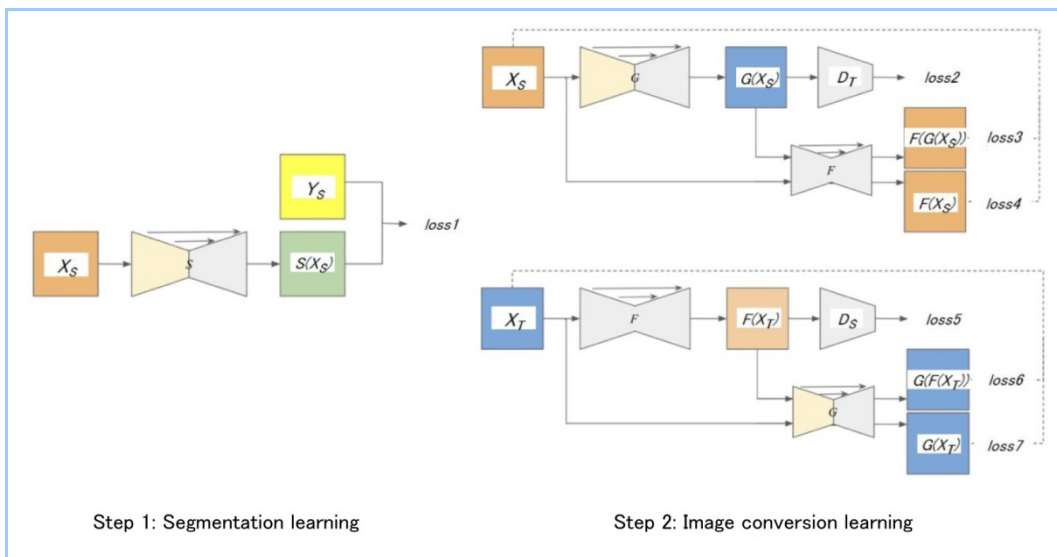 X_S
S
Y_S
S(X_S)
loss1
Step 1: Segmentation learning
X_S
G
G(X_S)
D_T
loss2
F
F(G(X_S))
loss3
F(X_S)
loss4
X_T
F
F(X_T)
D_S
loss5
G
G(F(X_T))
loss6
G(X_T)
loss7
Step 2: Image conversion learning